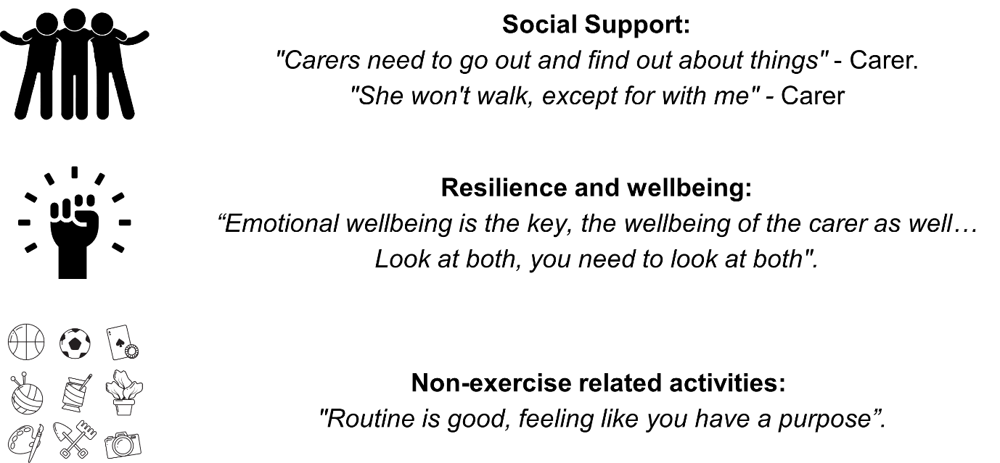 Social Support:
"Carers need to go out and find out about things" - Carer.
"She won't walk, except for with me" - Carer
Resilience and wellbeing:
“Emotional wellbeing is the key, the wellbeing of the carer as well…
Look at both, you need to look at both".
Non-exercise related activities:
"Routine is good, feeling like you have a purpose”.